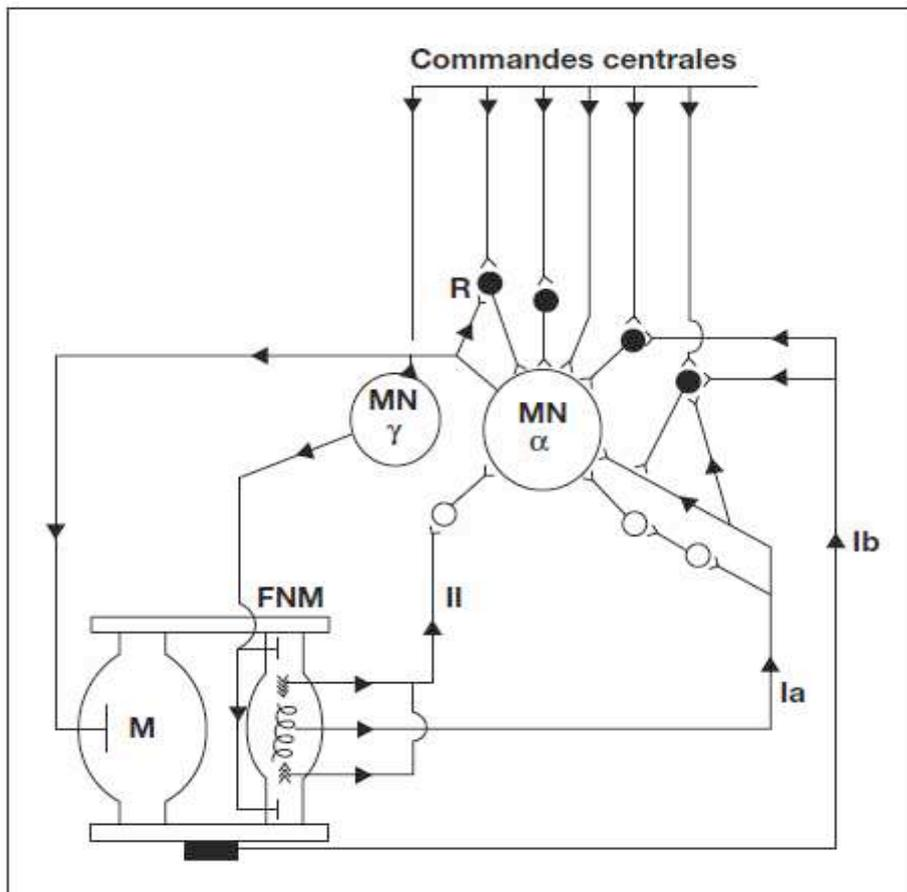 Commandes centrales
R
MN
γ
MN
α
Ib
FNM
II
Ia
M